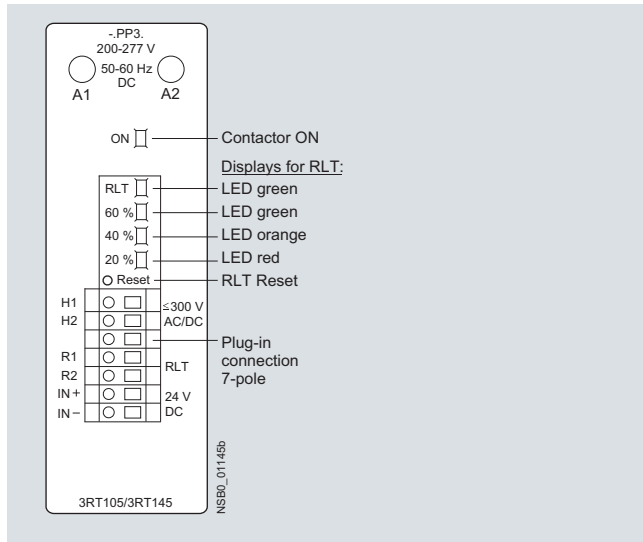 -.PP3.
200-277 V
50-60 Hz
DC
A1
A2
ON
Contactor ON
Displays for RLT:
RLT
LED green
60 %
LED green
40 %
LED orange
20 %
LED red
Reset
RLT Reset
H1
≤300 V
H2
AC/DC
Plug-in
connection
7-pole
R1
RLT
R2
IN+
24 V
IN–
DC
NSB0_01145b
3RT105/3RT145